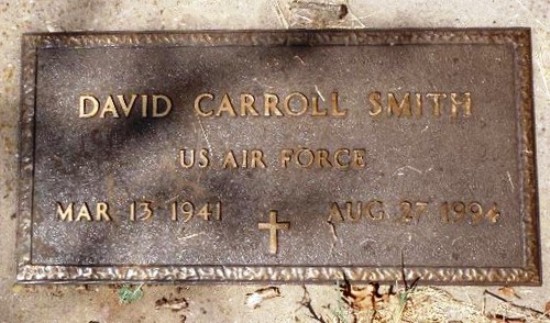 DAVID CARROLL SMITH
US AIR FORCE
MAR 13 1941 AUG 27 1994